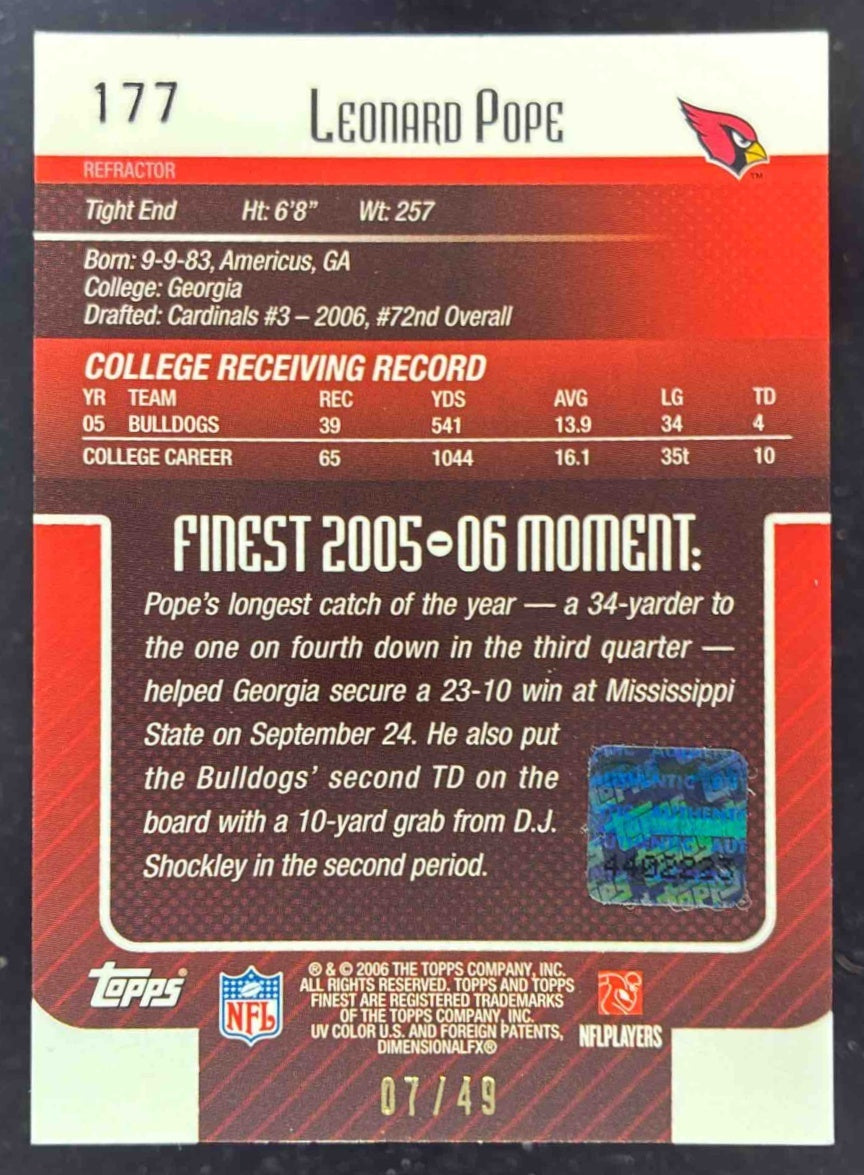 177
Leonard Pope
TM
REFRACTOR
Tight End Ht: 6'8" Wt: 257
Born: 9-9-83, Americus, GA
College: Georgia
Drafted: Cardinals #3 – 2006, #72nd Overall
COLLEGE RECEIVING RECORD
YR TEAM REC YDS AVG LG TD
05 BULLDOGS 39 541 13.9 34 4
COLLEGE CAREER 65 1044 16.1 35t 10
FINEST 2005-06 MOMENT:
Pope's longest catch of the year — a 34-yarder to
the one on fourth down in the third quarter —
helped Georgia secure a 23-10 win at Mississippi
State on September 24. He also put
the Bulldogs' second TD on the
board with a 10-yard grab from D.J.
Shockley in the second period.
Topps®
NFL
® & © 2006 THE TOPPS COMPANY, INC.
ALL RIGHTS RESERVED. TOPPS AND TOPPS
FINEST ARE REGISTERED TRADEMARKS
OF THE TOPPS COMPANY, INC.
UV COLOR U.S. AND FOREIGN PATENTS,
DIMENSIONALFX®
NFLPLAYERS
07/49